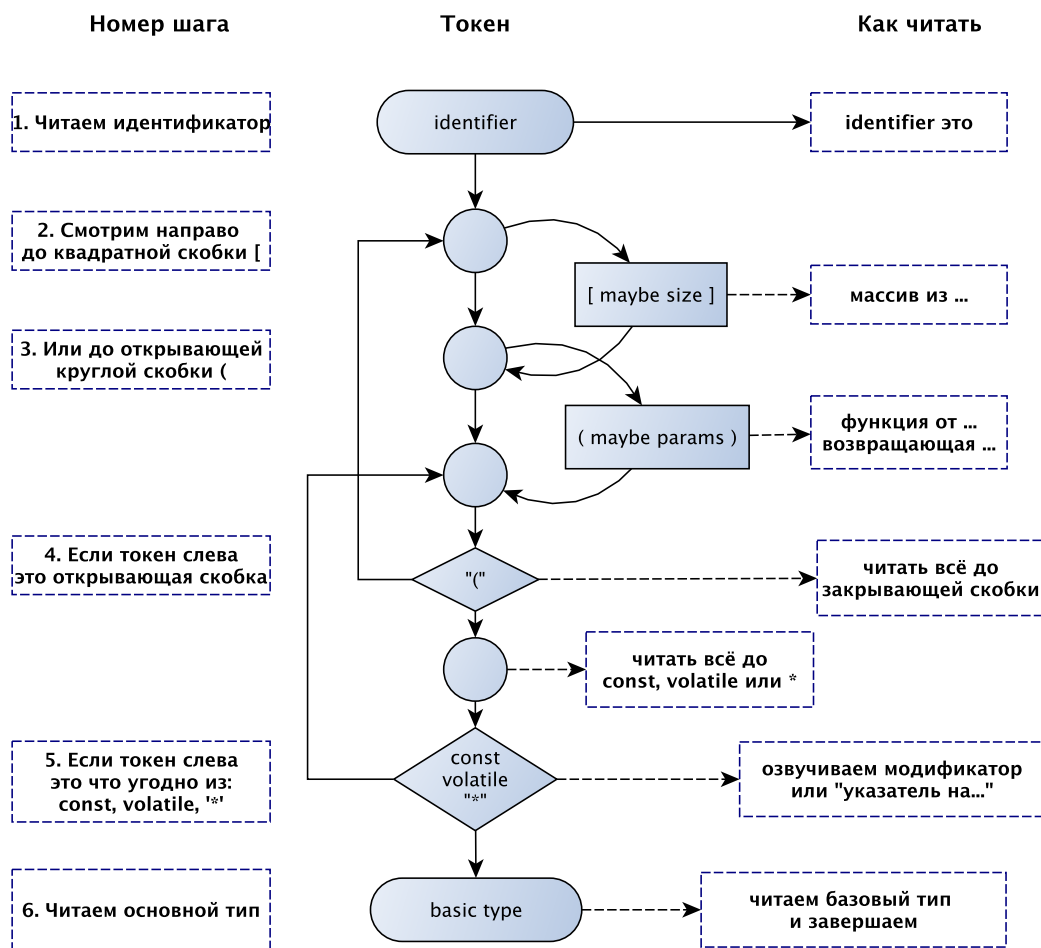 Номер шага
Токен
Как читать
1. Читаем идентификатор
identifier
identifier это
2. Смотрим направо
до квадратной скобки [
[ maybe size ]
массив из ...
3. Или до открывающей
круглой скобки (
( maybe params )
функция от ...
возвращающая ...
4. Если токен слева
это открывающая скобка
"("
читать всё до
закрывающей скобки
читать всё до
const, volatile или *
5. Если токен слева
это что угодно из:
const, volatile, '*'
const
volatile
"*"
озвучиваем модификатор
или "указатель на..."
6. Читаем основной тип
basic type
читаем базовый тип
и завершаем